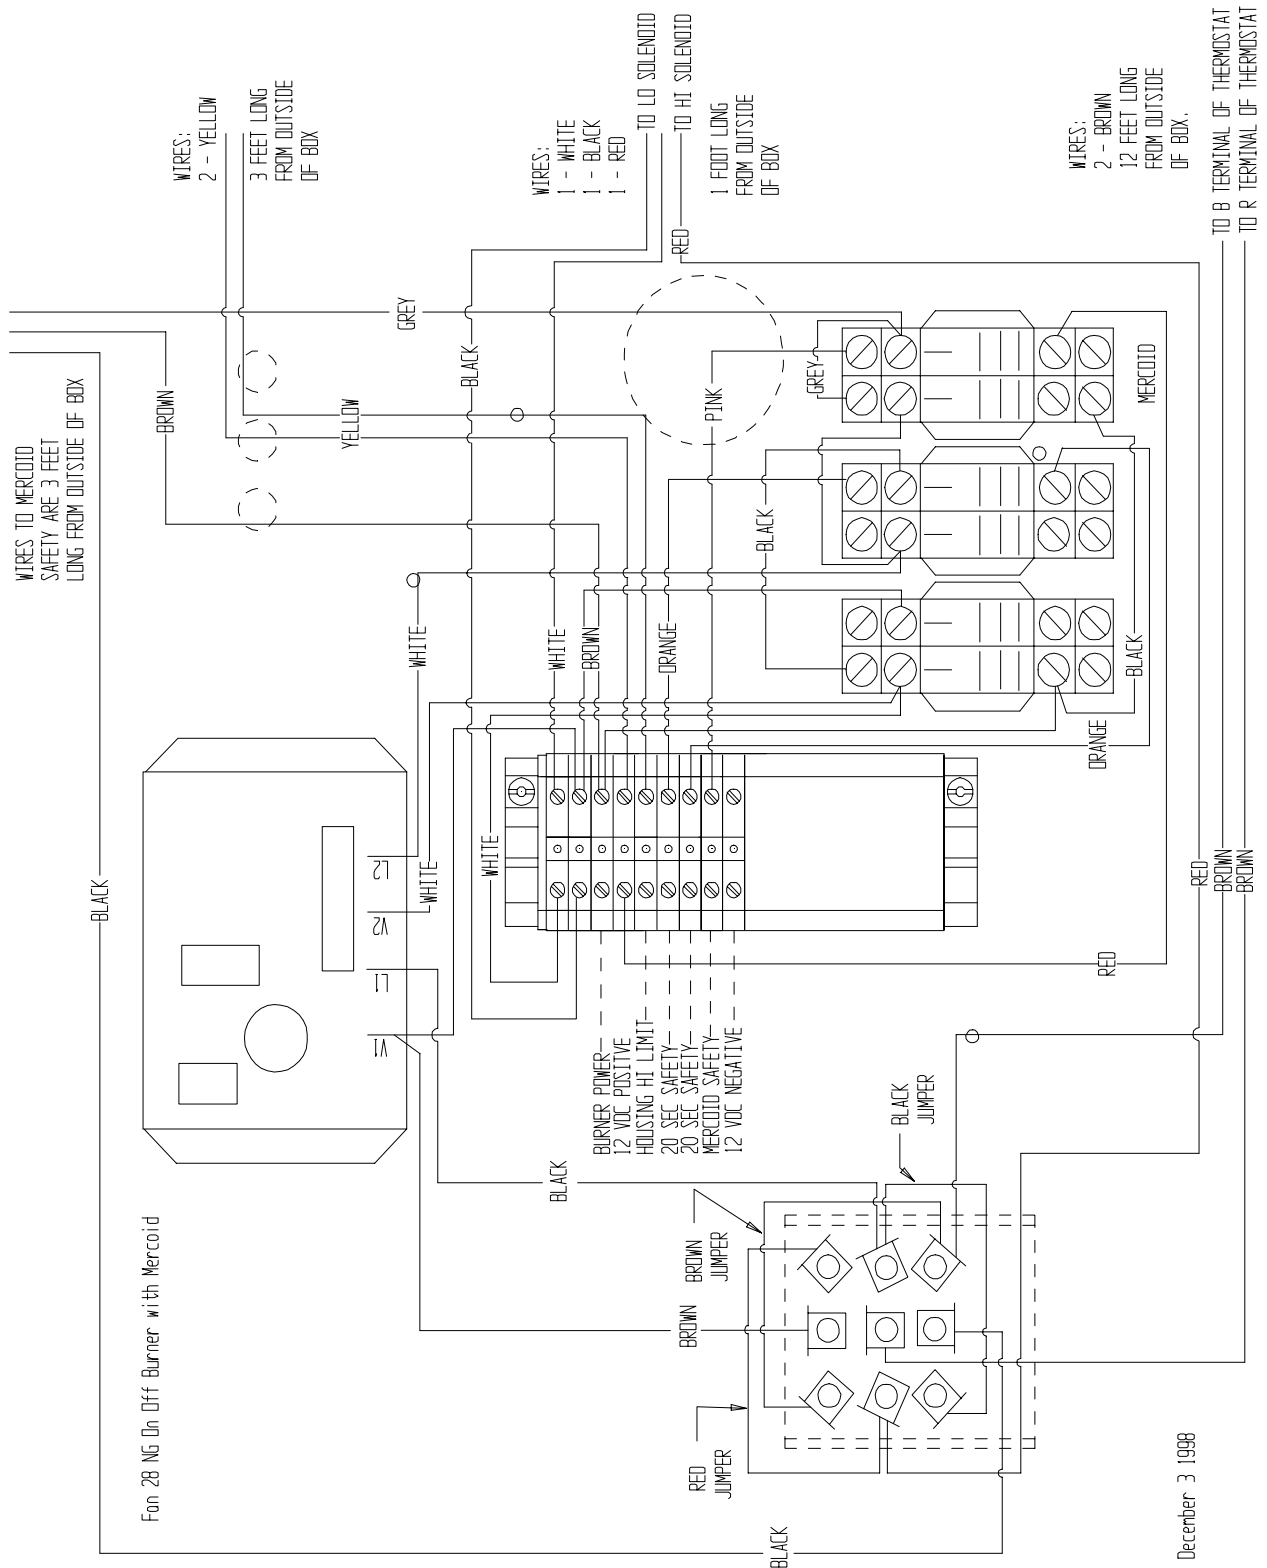 WIRES TO MERCOID
SAFETY ARE 3 FEET
LONG FROM OUTSIDE OF BOX
WIRES:
2 - YELLOW
3 FEET LONG
FROM OUTSIDE
OF BOX
WIRES:
1 - WHITE
1 - BLACK
1 - RED
TO LO SOLENOID
TO HI SOLENOID
1 FOOT LONG
FROM OUTSIDE
OF BOX
WIRES:
2 - BROWN
12 FEET LONG
FROM OUTSIDE
OF BOX.
TO B TERMINAL OF THERMOSTAT
TO R TERMINAL OF THERMOSTAT
BLACK
BROWN
GREY
YELLOW
BLACK
RED
PINK
GREY
MERCOID
WHITE
WHITE
BROWN
ORANGE
BLACK
BLACK
ORANGE
L2
V2
L1
V1
WHITE
WHITE
RED
RED
BROWN
BROWN
BURNER POWER
12 VDC POSITVE
HOUSING HI LIMIT
20 SEC SAFETY
20 SEC SAFETY
MERCOID SAFETY
12 VDC NEGATIVE
BLACK
BLACK
JUMPER
BROWN
JUMPER
BROWN
RED
JUMPER
BLACK
Fan 28 NG On Off Burner with Mercoid
December 3 1998